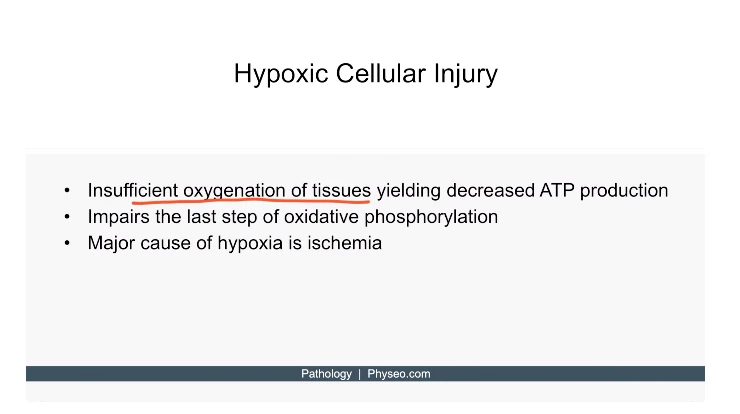 Hypoxic Cellular Injury
• Insufficient oxygenation of tissues yielding decreased ATP production
• Impairs the last step of oxidative phosphorylation
• Major cause of hypoxia is ischemia
Pathology | Physeo.com